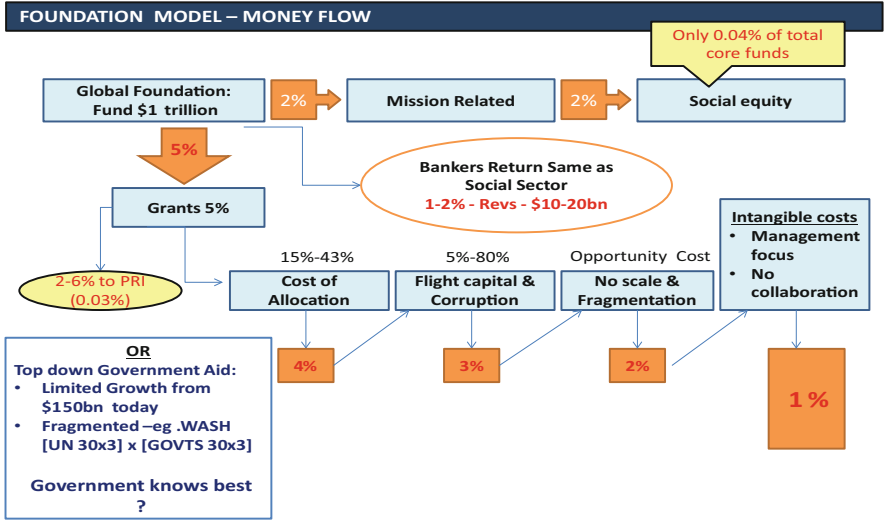 FOUNDATION MODEL – MONEY FLOW
Only 0.04% of total
core funds
Global Foundation:
Fund $1 trillion
2%
Mission Related
2%
Social equity
5%
Bankers Return Same as
Social Sector
1-2% - Revs - $10-20bn
Grants 5%
2-6% to PRI
(0.03%)
15%-43%
Cost of
Allocation
5%-80%
Flight capital &
Corruption
Opportunity Cost
No scale &
Fragmentation
Intangible costs
• Management
focus
• No
collaboration
4%
3%
2%
1 %
OR
Top down Government Aid:
• Limited Growth from
$150bn today
• Fragmented –eg .WASH
[UN 30x3] x [GOVTS 30x3]
Government knows best
?